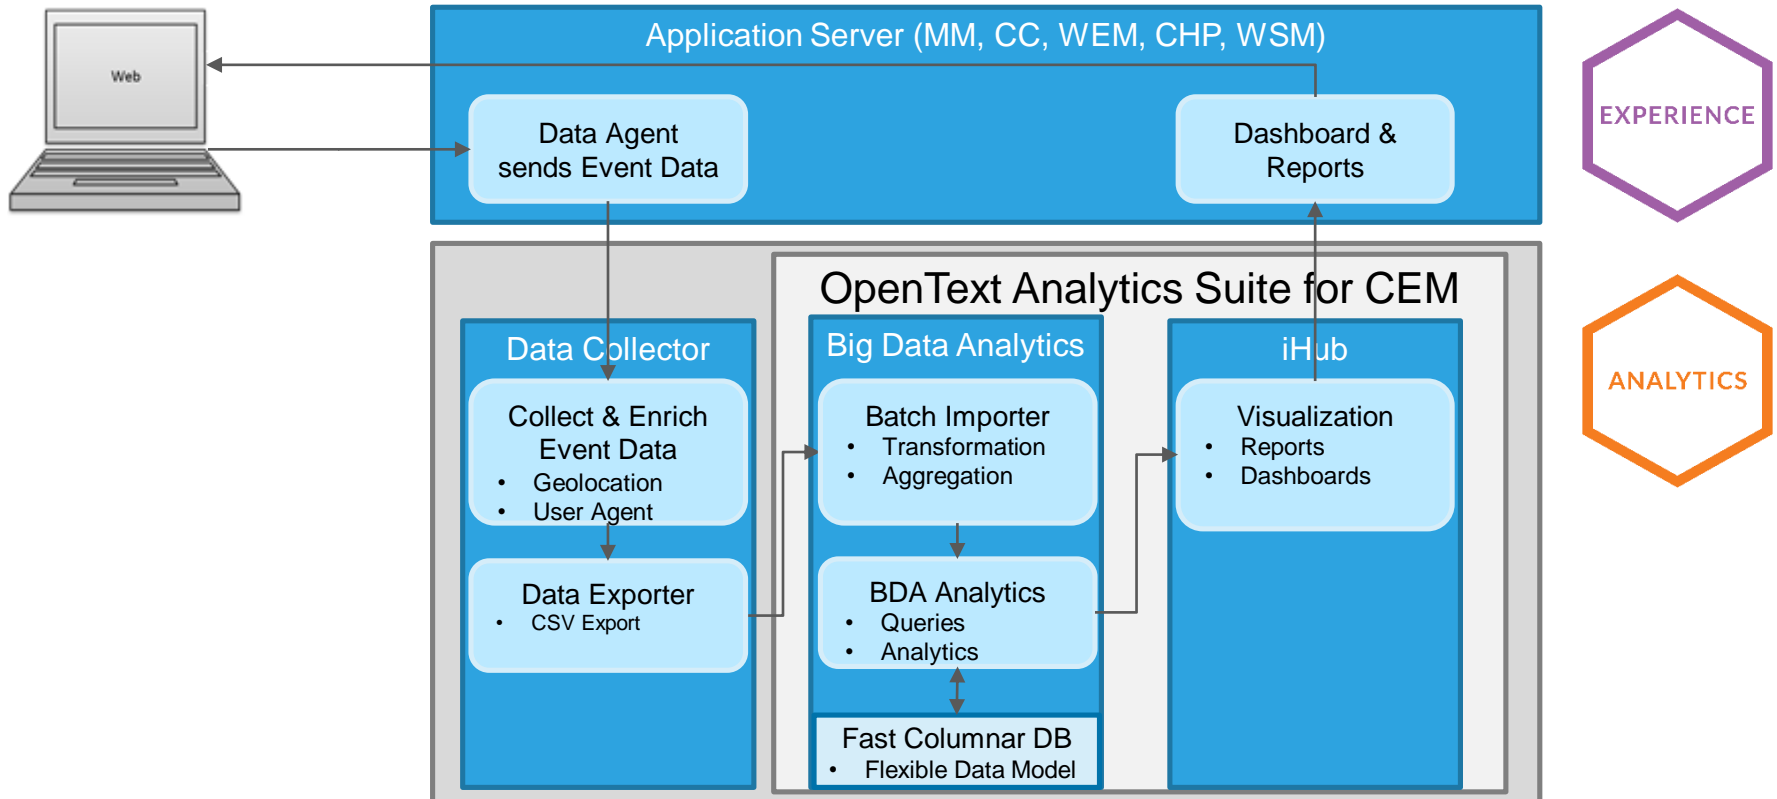 Application Server (MM, CC, WEM, CHP, WSM)
Web
Data Agent
sends Event Data
Dashboard &
Reports
EXPERIENCE
OpenText Analytics Suite for CEM
Data Collector
Collect & Enrich
Event Data
• Geolocation
• User Agent
Data Exporter
• CSV Export
Big Data Analytics
Batch Importer
• Transformation
• Aggregation
BDA Analytics
• Queries
• Analytics
Fast Columnar DB
• Flexible Data Model
iHub
Visualization
• Reports
• Dashboards
ANALYTICS